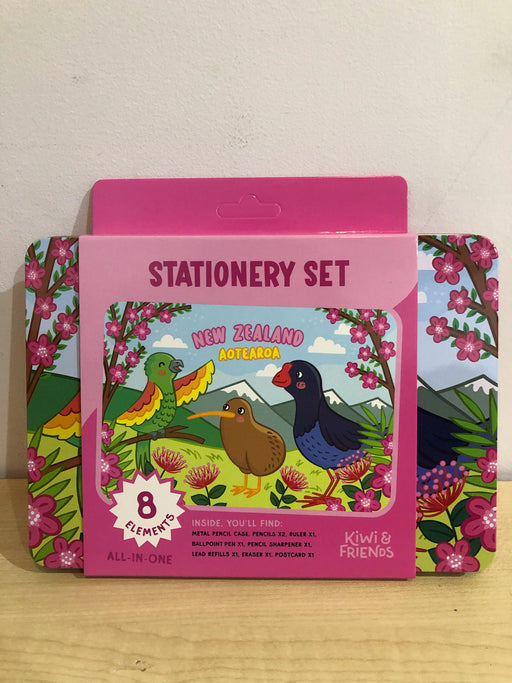 STATIONERY SET
NEW ZEALAND
AOTEAROA
8
ELEMENTS
ALL-IN-ONE
INSIDE, YOU'LL FIND:
METAL PENCIL CASE, PENCILS X2, RULER X1,
BALLPOINT PEN X1, PENCIL SHARPENER X1,
LEAD REFILLS X1, ERASER X1, POSTCARD X1
KIWI &
FRIENDS